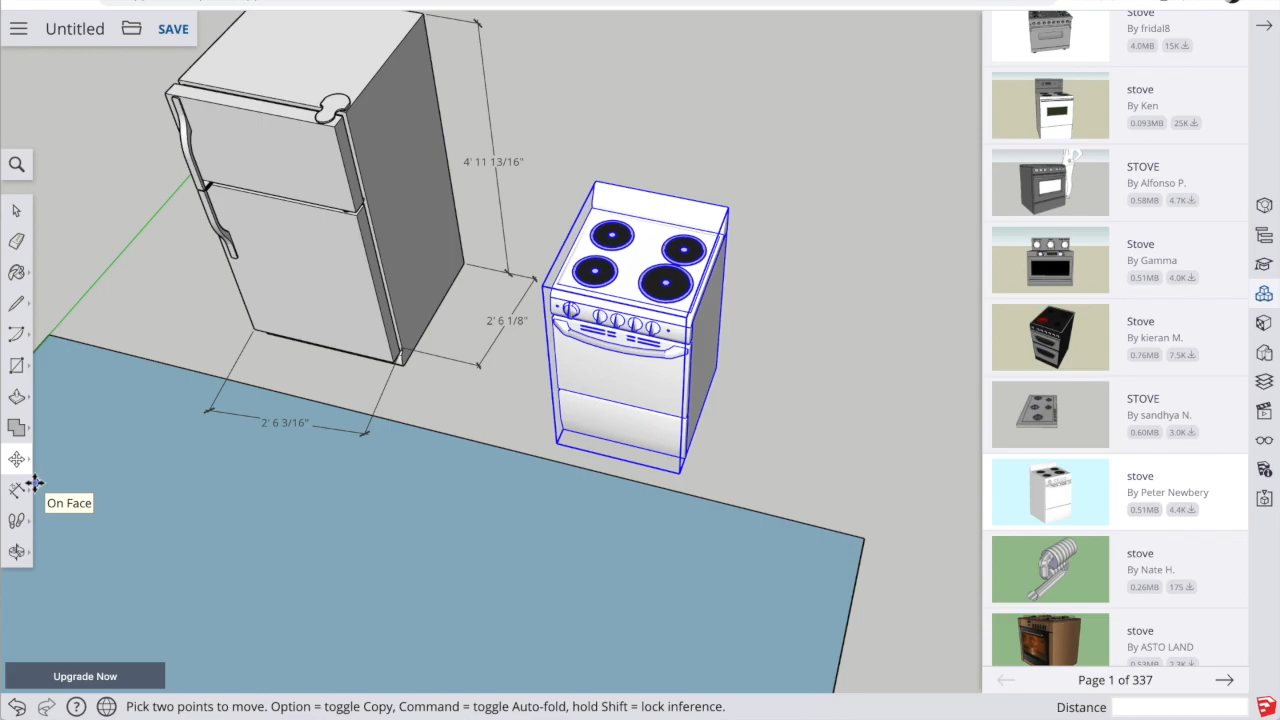 Untitled
SAVE
4' 11 13/16"
2' 6 1/8"
2' 6 3/16"
On Face
Upgrade Now
Pick two points to move. Option = toggle Copy, Command = toggle Auto-fold, hold Shift = lock inference.
Distance
Stove
By fridal8
4.0MB 15K
stove
By Ken
0.093MB 25K
STOVE
By Alfonso P.
0.58MB 4.7K
Stove
By Gamma
0.51MB 4.0K
Stove
By kieran M.
0.76MB 7.5K
STOVE
By sandhya N.
0.60MB 3.0K
stove
By Peter Newbery
0.51MB 4.4K
stove
By Nate H.
0.26MB 175
stove
By ASTO LAND
0.53MB 2.3K
Page 1 of 337